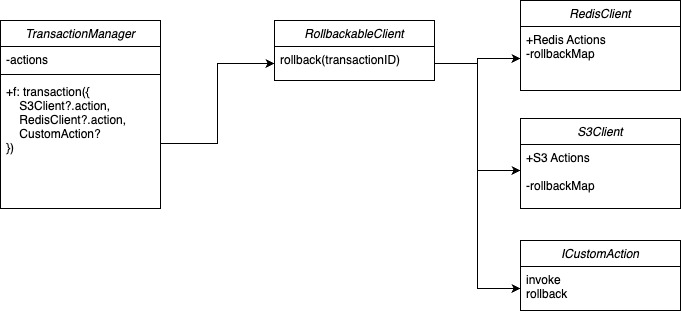 TransactionManager
-actions
+f: transaction({
S3Client?.action,
RedisClient?.action,
CustomAction?
})
RollbackableClient
rollback(transactionID)
RedisClient
+Redis Actions
-rollbackMap
S3Client
+S3 Actions
-rollbackMap
ICustomAction
invoke
rollback